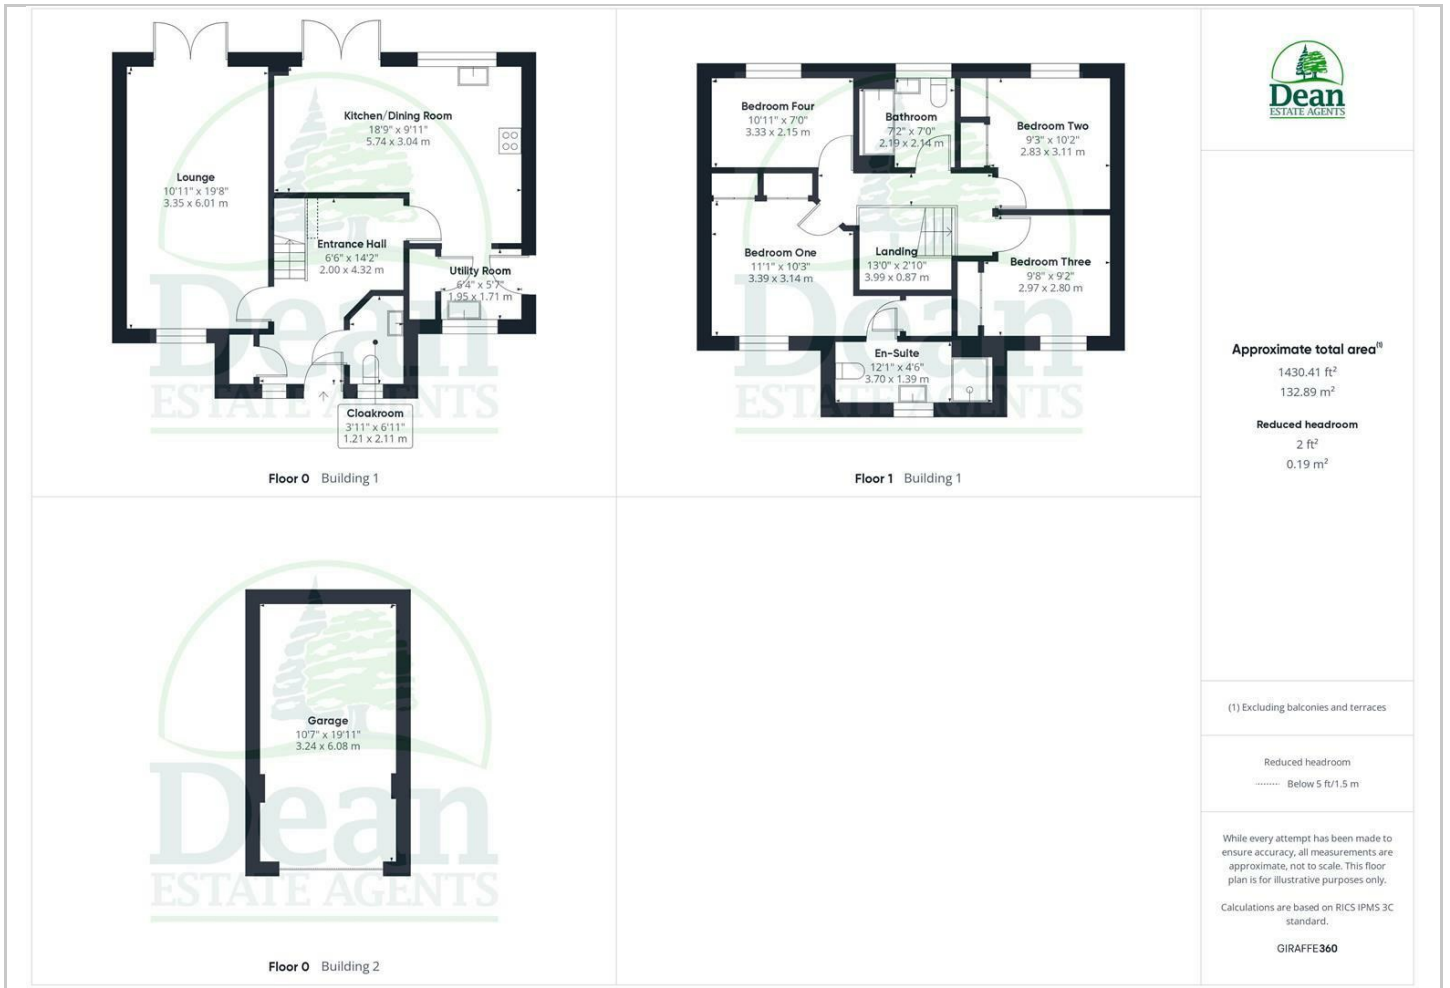 Lounge
10'11" x 19'8"
3.35 x 6.01 m
Kitchen/Dining Room
18'9" x 9'11"
5.74 x 3.04 m
Entrance Hall
6'6" x 14'2"
2.00 x 4.32 m
Utility Room
6'4" x 5'7"
1.95 x 1.71 m
Cloakroom
3'11" x 6'11"
1.21 x 2.11 m
Dean
ESTATE AGENTS
Floor 0 Building 1
Bedroom Four
10'11" x 7'0"
3.33 x 2.15 m
Bathroom
7'2" x 7'0"
2.19 x 2.14 m
Bedroom Two
9'3" x 10'2"
2.83 x 3.11 m
Bedroom One
11'1" x 10'3"
3.39 x 3.14 m
Landing
13'0" x 2'10"
3.99 x 0.87 m
Bedroom Three
9'8" x 9'2"
2.97 x 2.80 m
En-Suite
12'1" x 4'6"
3.70 x 1.39 m
Dean
ESTATE AGENTS
Floor 1 Building 1
Garage
10'7" x 19'11"
3.24 x 6.08 m
Dean
ESTATE AGENTS
Floor 0 Building 2
Dean
ESTATE AGENTS
Approximate total area(1)
1430.41 ft²
132.89 m²
Reduced headroom
2 ft²
0.19 m²
(1) Excluding balconies and terraces
Reduced headroom
Below 5 ft/1.5 m
While every attempt has been made to
ensure accuracy, all measurements are
approximate, not to scale. This floor
plan is for illustrative purposes only.
Calculations are based on RICS IPMS 3C
standard.
GIRAFFE360